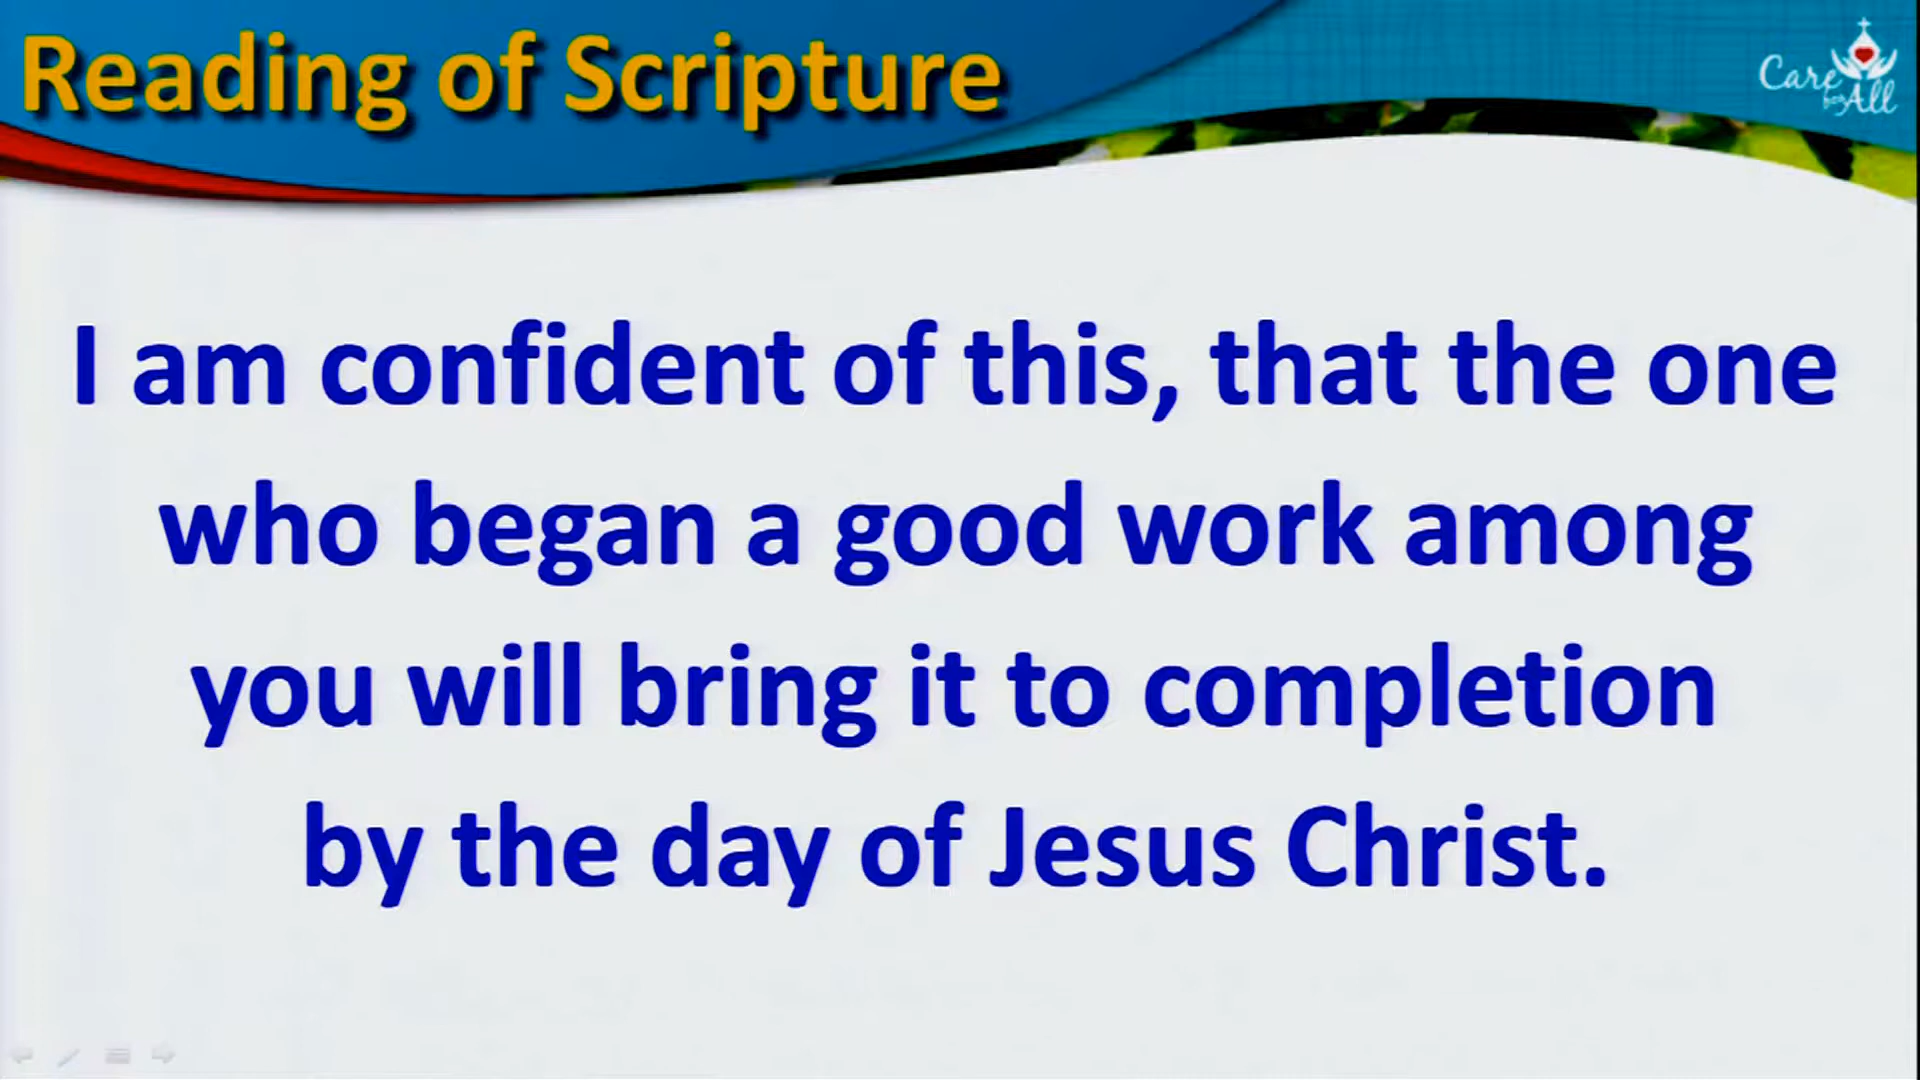 Reading of Scripture
Care
for All
I am confident of this, that the one
who began a good work among
you will bring it to completion
by the day of Jesus Christ.